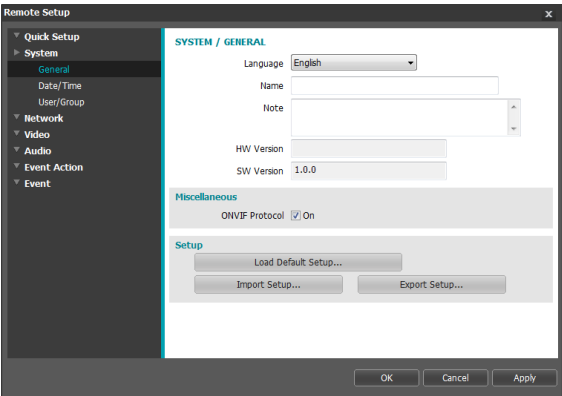 Remote Setup x
Quick Setup
System
General
Date/Time
User/Group
Network
Video
Audio
Event Action
Event
SYSTEM / GENERAL
Language English
Name
Note
HW Version
SW Version 1.0.0
Miscellaneous
ONVIF Protocol On
Setup
Load Default Setup...
Import Setup... Export Setup...
OK Cancel Apply